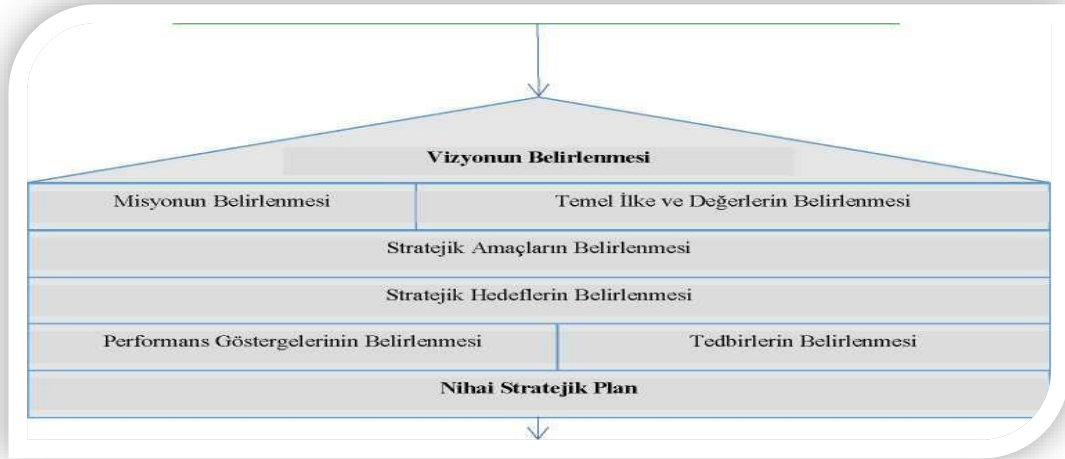 Vizyonun Belirlenmesi
Misyonun Belirlenmesi
Temel İlke ve Değerlerin Belirlenmesi
Stratejik Amaçların Belirlenmesi
Stratejik Hedeflerin Belirlenmesi
Performans Göstergelerinin Belirlenmesi
Tedbirlerin Belirlenmesi
Nihai Stratejik Plan